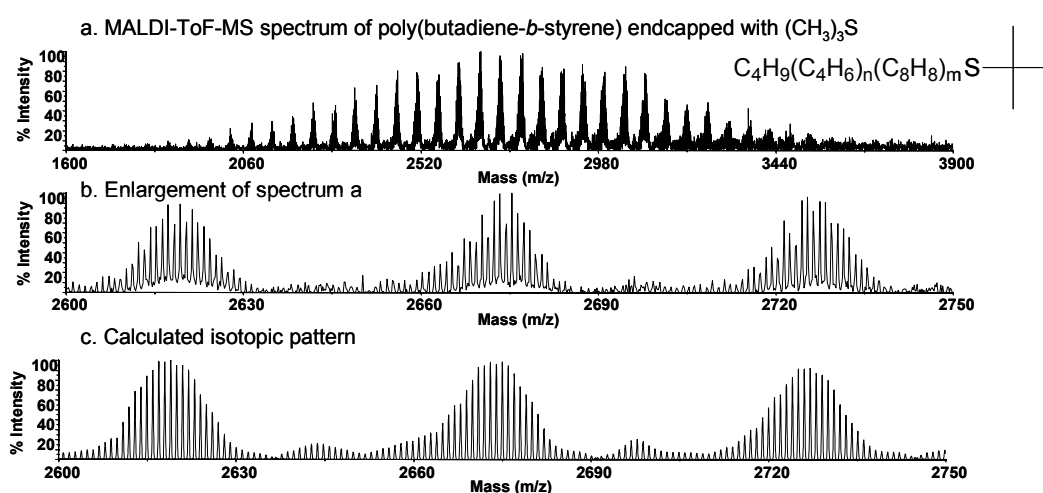 a. MALDI-ToF-MS spectrum of poly(butadiene-b-styrene) endcapped with (CH3)3S
C4H9(C4H6)n(C8H8)mS
% Intensity
100
80
60
40
20
1600 2060 2520 2980 3440 3900
Mass (m/z)
b. Enlargement of spectrum a
% Intensity
100
80
60
40
20
2600 2630 2660 2690 2720 2750
Mass (m/z)
c. Calculated isotopic pattern
% Intensity
100
80
60
40
20
2600 2630 2660 2690 2720 2750
Mass (m/z)